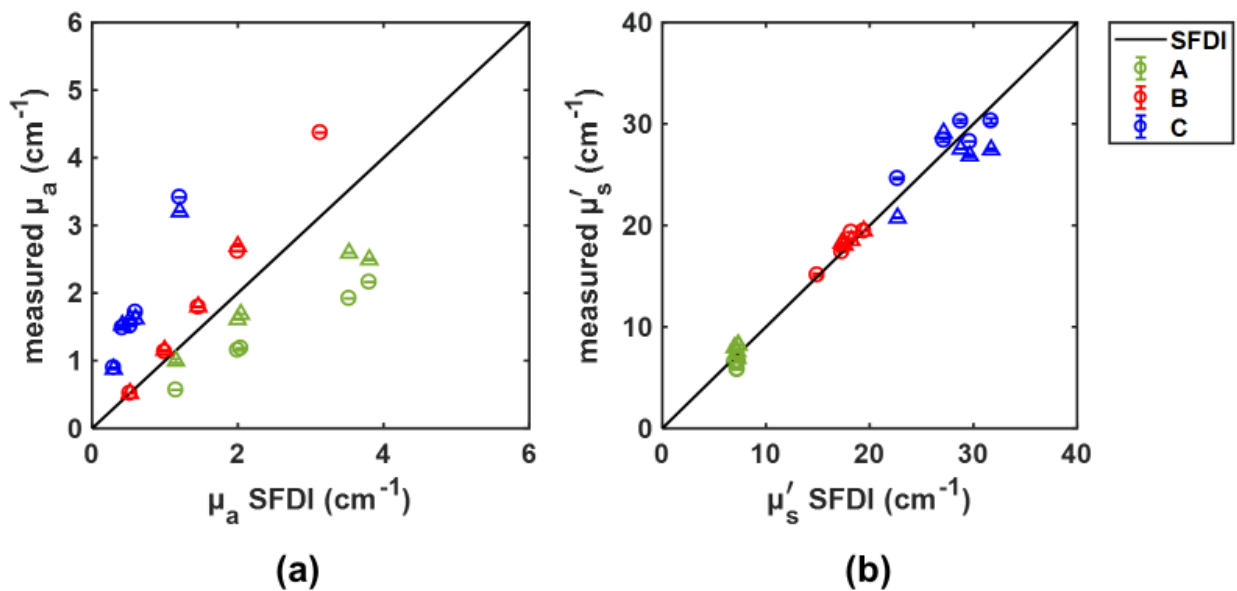 6
5
4
3
2
1
0
0
2
4
6
measured μa (cm-1)
μa SFDI (cm-1)
(a)
40
30
20
10
0
0
10
20
30
40
measured μ's (cm-1)
μ's SFDI (cm-1)
(b)
SFDI
A
B
C